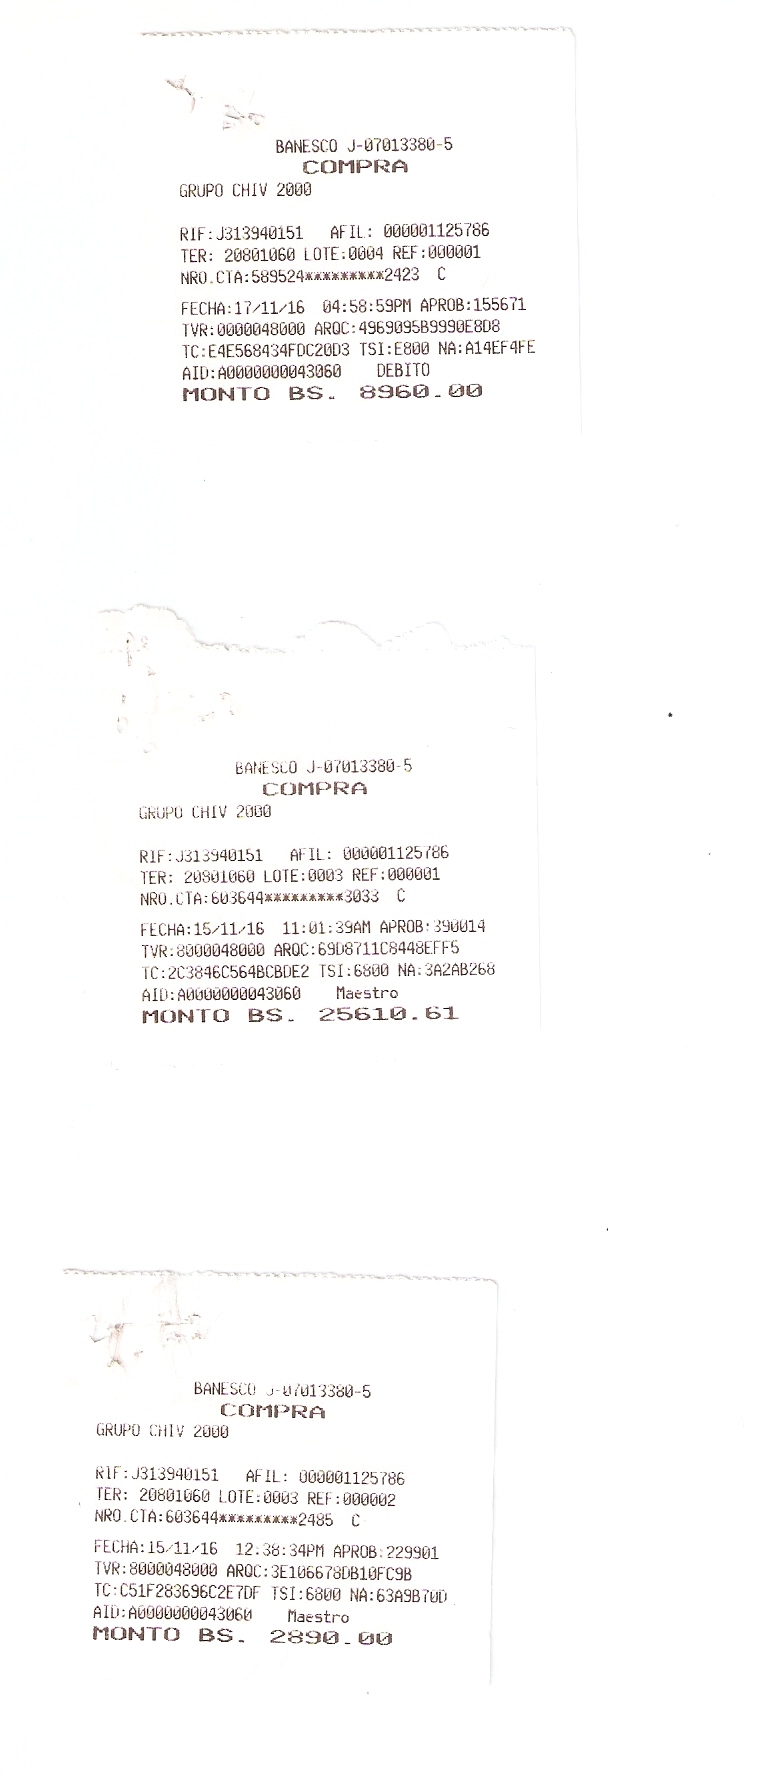 BANESCO J-07013380-5
COMPRA
GRUPO CHIV 2000
RIF:J313940151 AFIL: 000001125786
TER: 20801060 LOTE:0004 REF:000001
NRO.CTA:589524*********2423 C
FECHA:17/11/16 04:58:59PM APROB:155671
TVR:0000048000 ARQC:4969095B9990E8D8
TC:E4E568434FDC20D3 TSI:E800 NA:A14EF4FE
AID:A0000000043060 DEBITO
MONTO BS. 8960.00
BANESCO J-07013380-5
COMPRA
GRUPO CHIV 2000
RIF:J313940151 AFIL: 000001125786
TER: 20801060 LOTE:0003 REF:000001
NRO.CTA:603644*********3033 C
FECHA:15/11/16 11:01:39AM APROB:390014
TVR:8000048000 ARQC:69D8711C8448EFF5
TC:2C3846C564BCBDE2 TSI:6800 NA:3A2AB268
AID:A0000000043060 Maestro
MONTO BS. 25610.61
BANESCO J-07013380-5
COMPRA
GRUPO CHIV 2000
RIF:J313940151 AFIL: 000001125786
TER: 20801060 LOTE:0003 REF:000002
NRO.CTA:603644*********2485 C
FECHA:15/11/16 12:38:34PM APROB:229901
TVR:8000048000 ARQC:3E106678DB10FC9B
TC:C51F283696C2E7DF TSI:6800 NA:63A9B70D
AID:A0000000043060 Maestro
MONTO BS. 2890.00